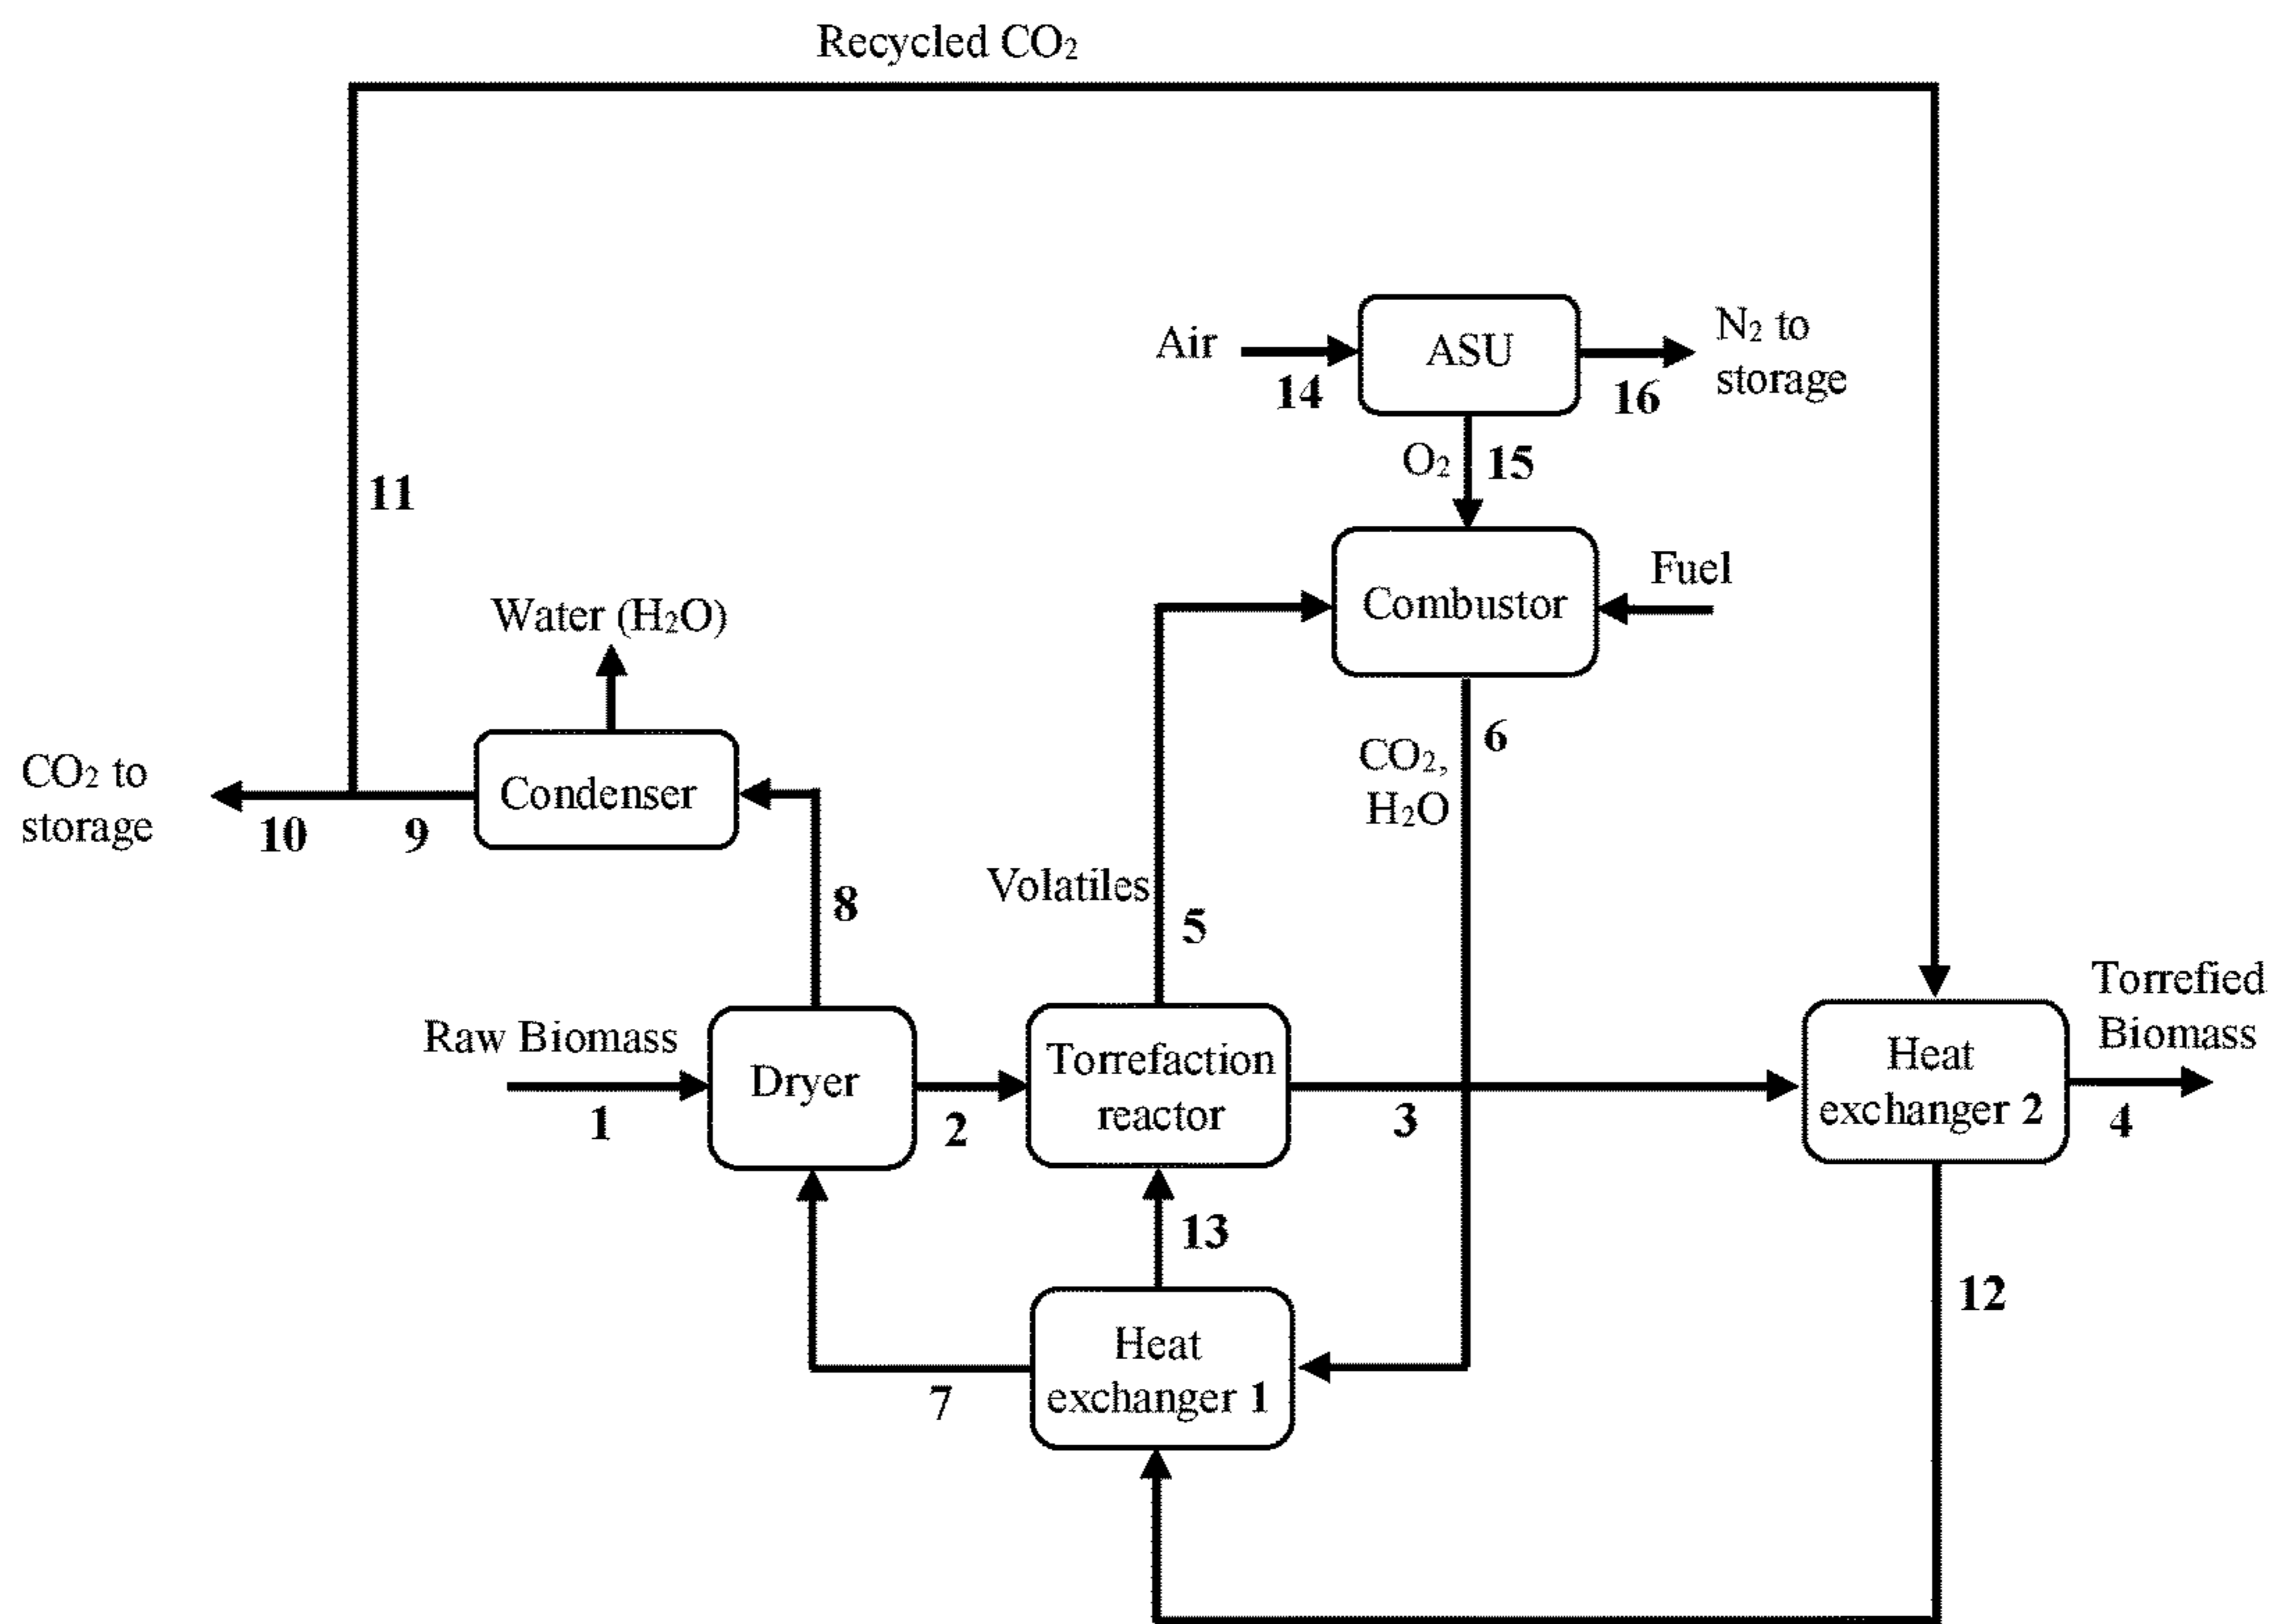 Recycled CO₂
Air
14
ASU
16
N₂ to
storage
O₂
15
11
Combustor
Fuel
Water (H₂O)
CO₂ to
storage
10
9
Condenser
8
CO₂,
H₂O
6
Volatiles
5
Raw Biomass
1
Dryer
2
Torrefaction
reactor
3
Heat
exchanger 2
Torrefied
Biomass
4
13
12
7
Heat
exchanger 1